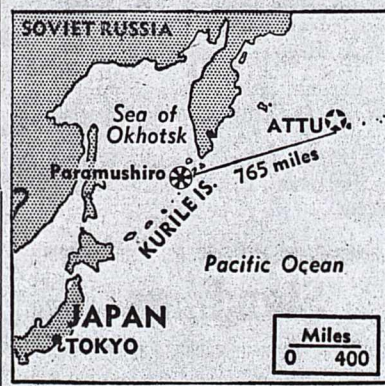 SOVIET RUSSIA
Sea of
Okhotsk
ATTU
Paramushiro
765 miles
KURILE IS.
Pacific Ocean
JAPAN
TOKYO
Miles
0 400